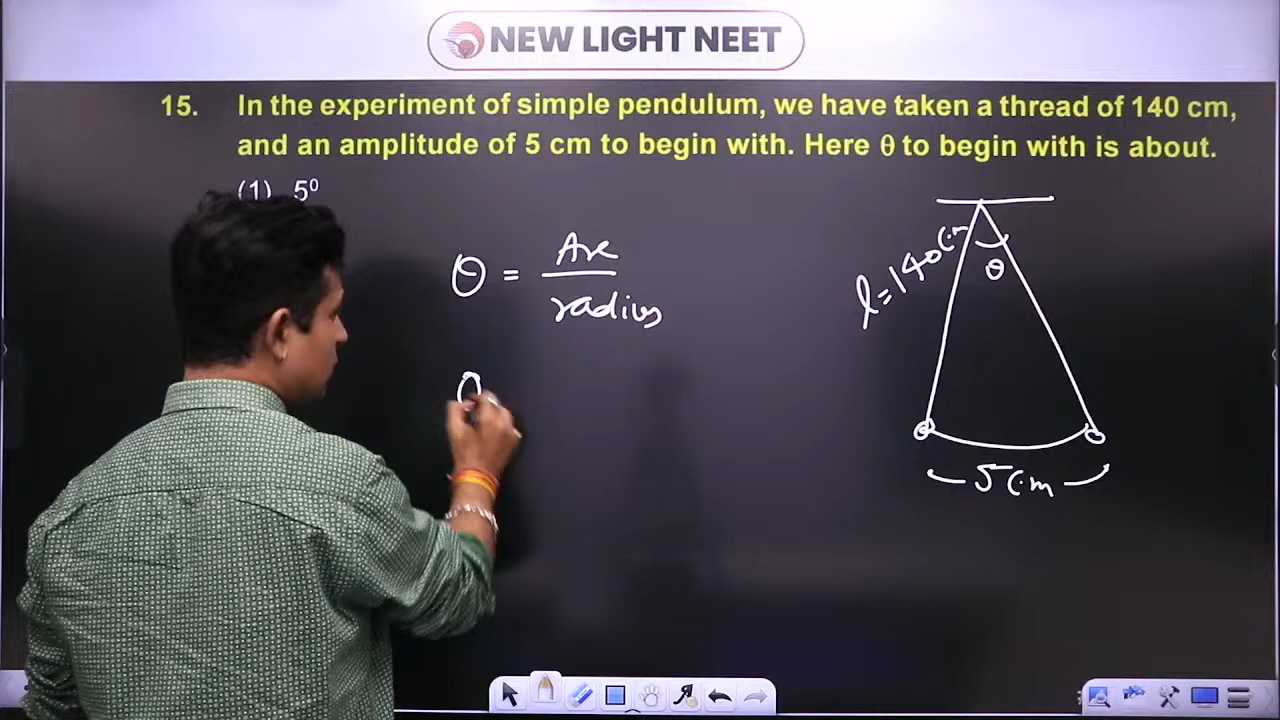 NEW LIGHT NEET
15. In the experiment of simple pendulum, we have taken a thread of 140 cm,
and an amplitude of 5 cm to begin with. Here θ to begin with is about.
(1) 5⁰
θ = Arc / radius
l=140cm
θ
5cm